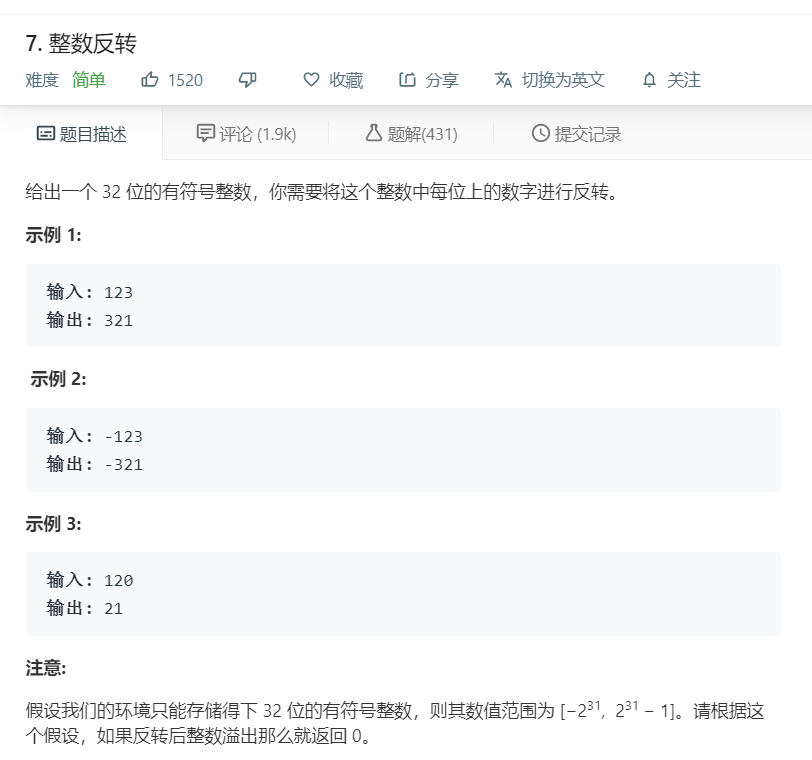 7. 整数反转
难度 简单 1520 收藏 分享 切换为英文 关注
题目描述 评论 (1.9k) 题解(431) 提交记录
给出一个 32 位的有符号整数，你需要将这个整数中每位上的数字进行反转。
示例 1:
输入: 123
输出: 321
示例 2:
输入: -123
输出: -321
示例 3:
输入: 120
输出: 21
注意:
假设我们的环境只能存储得下 32 位的有符号整数，则其数值范围为 [−2³¹, 2³¹ − 1]。请根据这
个假设，如果反转后整数溢出那么就返回 0。